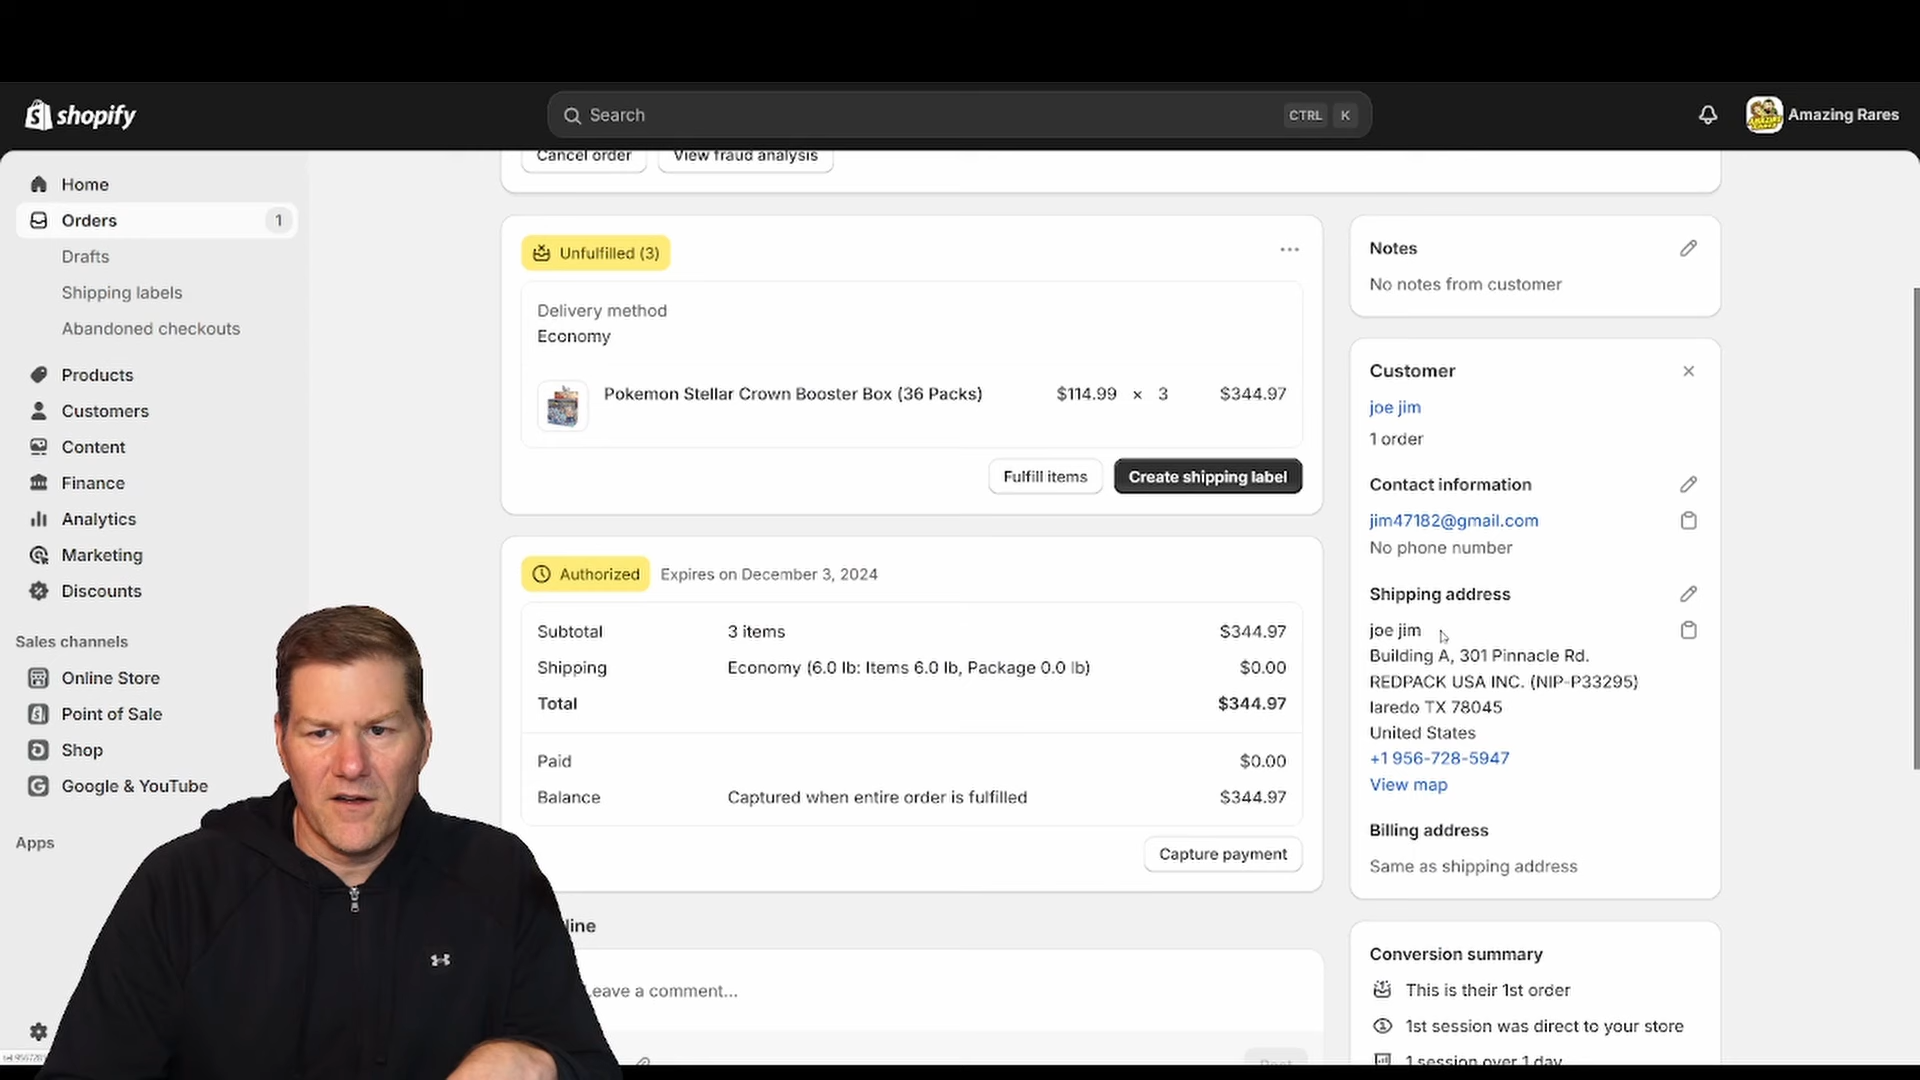 shopify
Search
CTRL K
Amazing Rares
Home
Orders
1
Drafts
Shipping labels
Abandoned checkouts
Products
Customers
Content
Finance
Analytics
Marketing
Discounts
Sales channels
Online Store
Point of Sale
Shop
Google & YouTube
Apps
Cancel order
View fraud analysis
Unfulfilled (3)
Delivery method
Economy
Pokemon Stellar Crown Booster Box (36 Packs) $114.99 × 3 $344.97
Fulfill items
Create shipping label
Authorized
Expires on December 3, 2024
Subtotal 3 items $344.97
Shipping Economy (6.0 lb: Items 6.0 lb, Package 0.0 lb) $0.00
Total $344.97
Paid $0.00
Balance Captured when entire order is fulfilled $344.97
Capture payment
line
Leave a comment...
Post
Notes
No notes from customer
Customer
joe jim
1 order
Contact information
jim47182@gmail.com
No phone number
Shipping address
joe jim
Building A, 301 Pinnacle Rd.
REDPACK USA INC. (NIP-P33295)
laredo TX 78045
United States
+1 956-728-5947
View map
Billing address
Same as shipping address
Conversion summary
This is their 1st order
1st session was direct to your store
1 session over 1 day